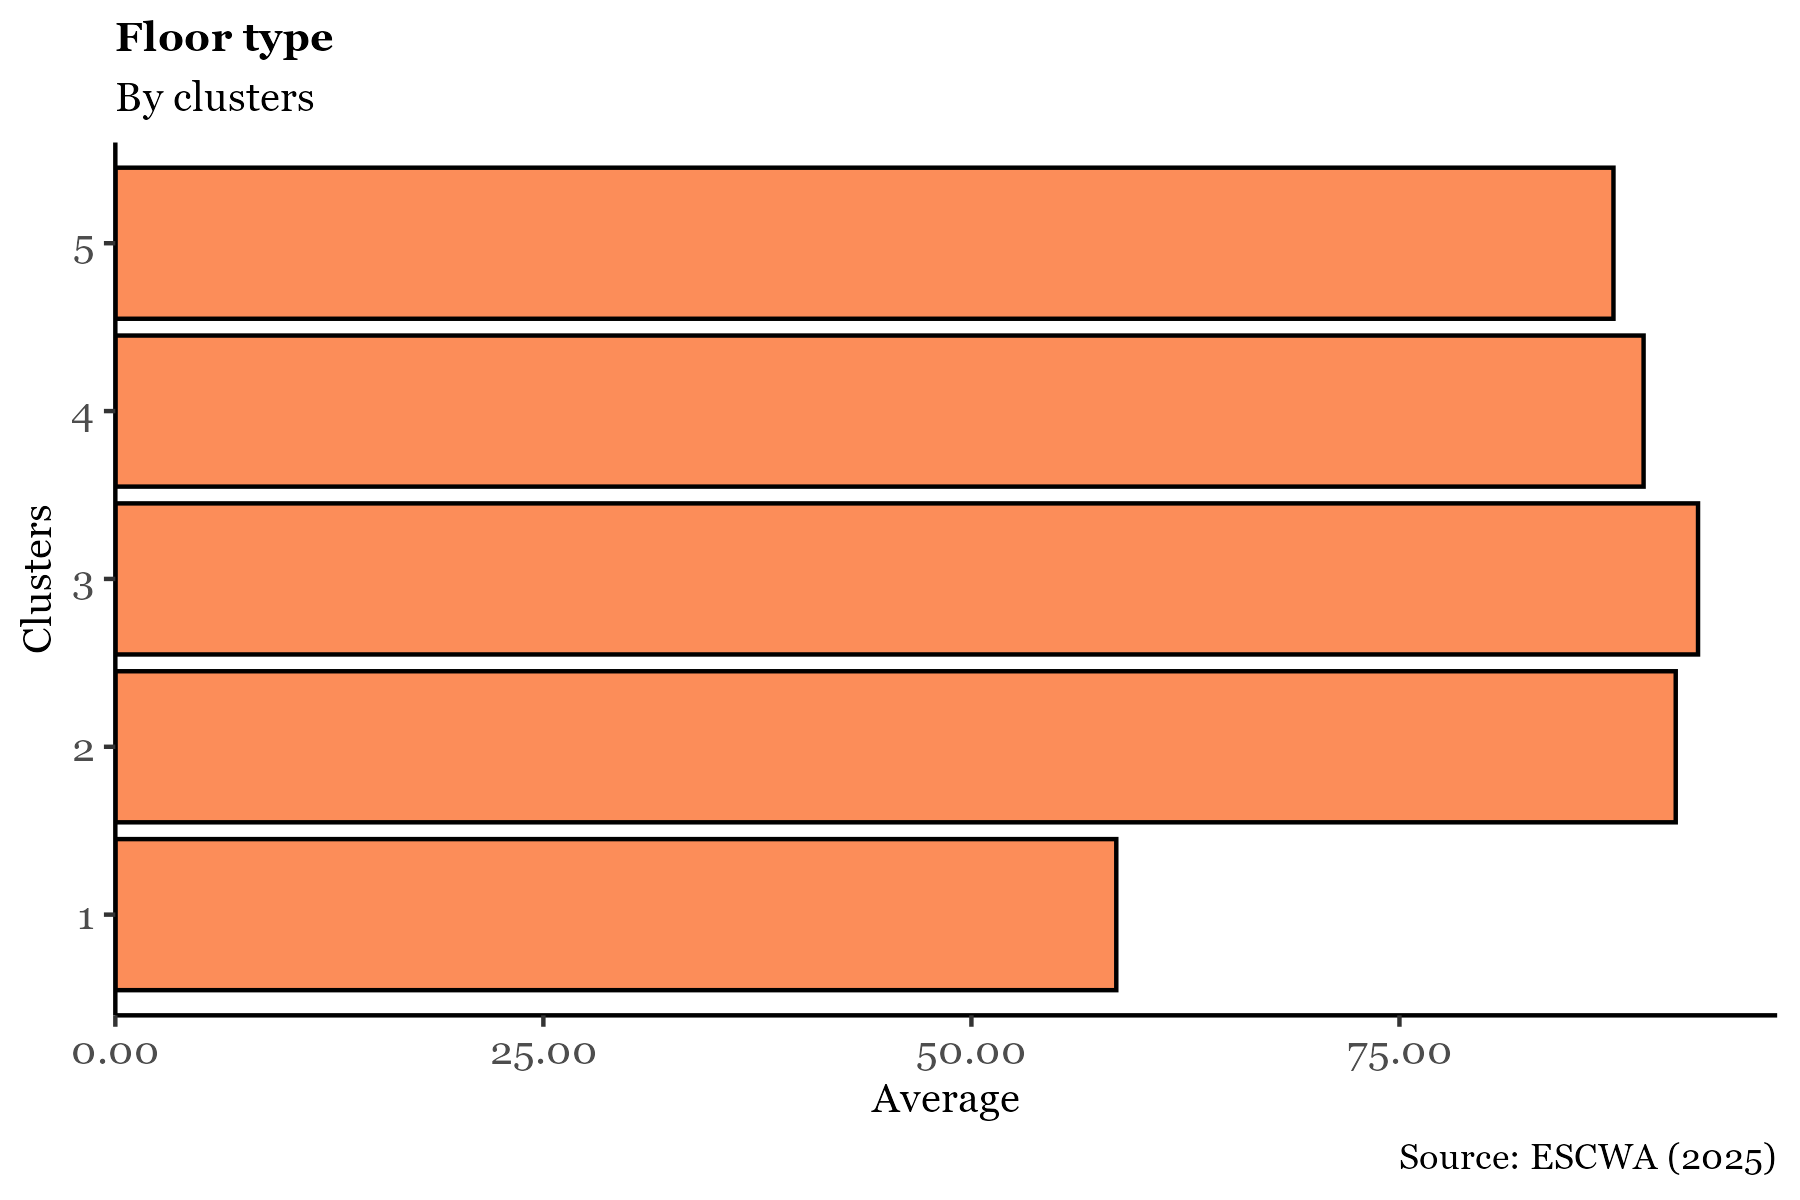 Floor type
By clusters
5
4
3
2
1
Clusters
0.00 25.00 50.00 75.00
Average
Source: ESCWA (2025)